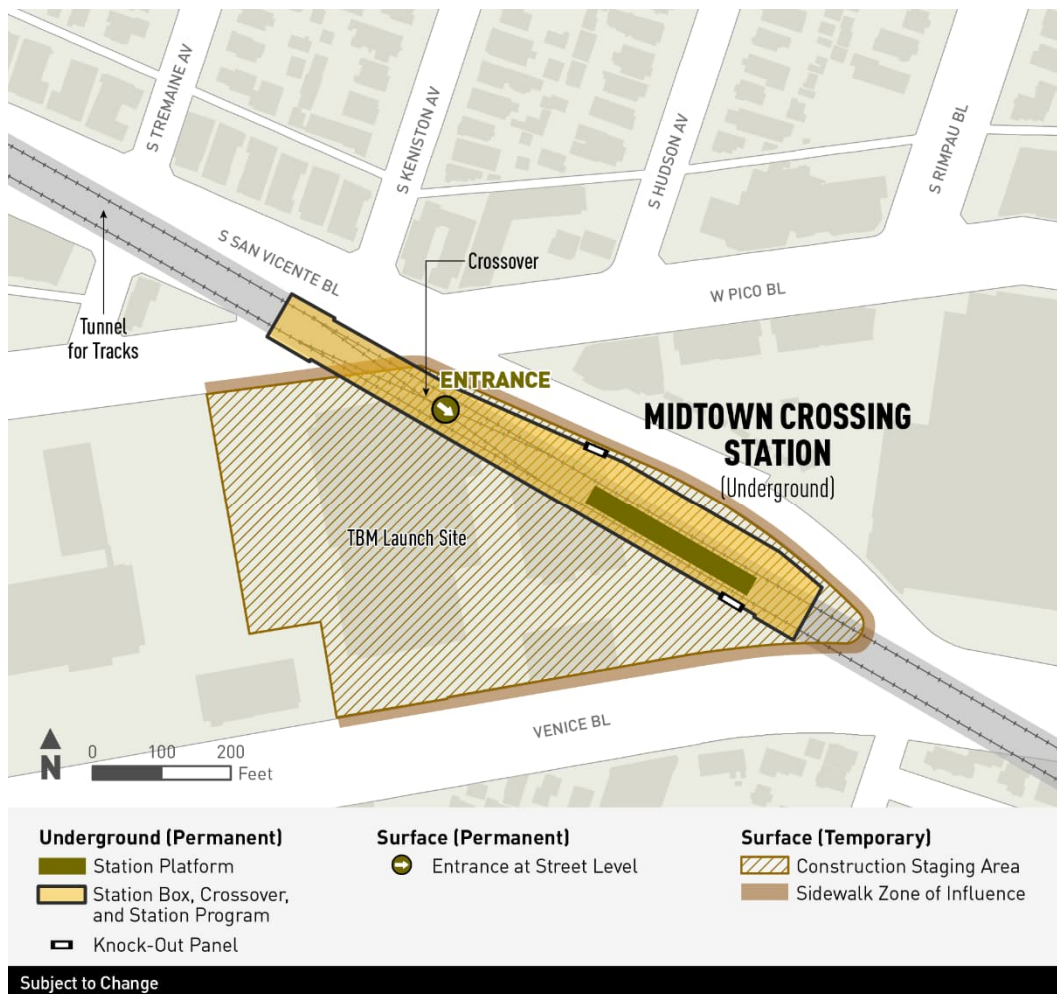 S TREMAINE AV
S KENISTON AV
S HUDSON AV
S RIMPAU BL
S SAN VICENTE BL
Crossover
W PICO BL
Tunnel
for Tracks
ENTRANCE
MIDTOWN CROSSING
STATION
(Underground)
TBM Launch Site
VENICE BL
N
0 100 200
Feet
Underground (Permanent)
Station Platform
Station Box, Crossover,
and Station Program
Knock-Out Panel
Surface (Permanent)
Entrance at Street Level
Surface (Temporary)
Construction Staging Area
Sidewalk Zone of Influence
Subject to Change